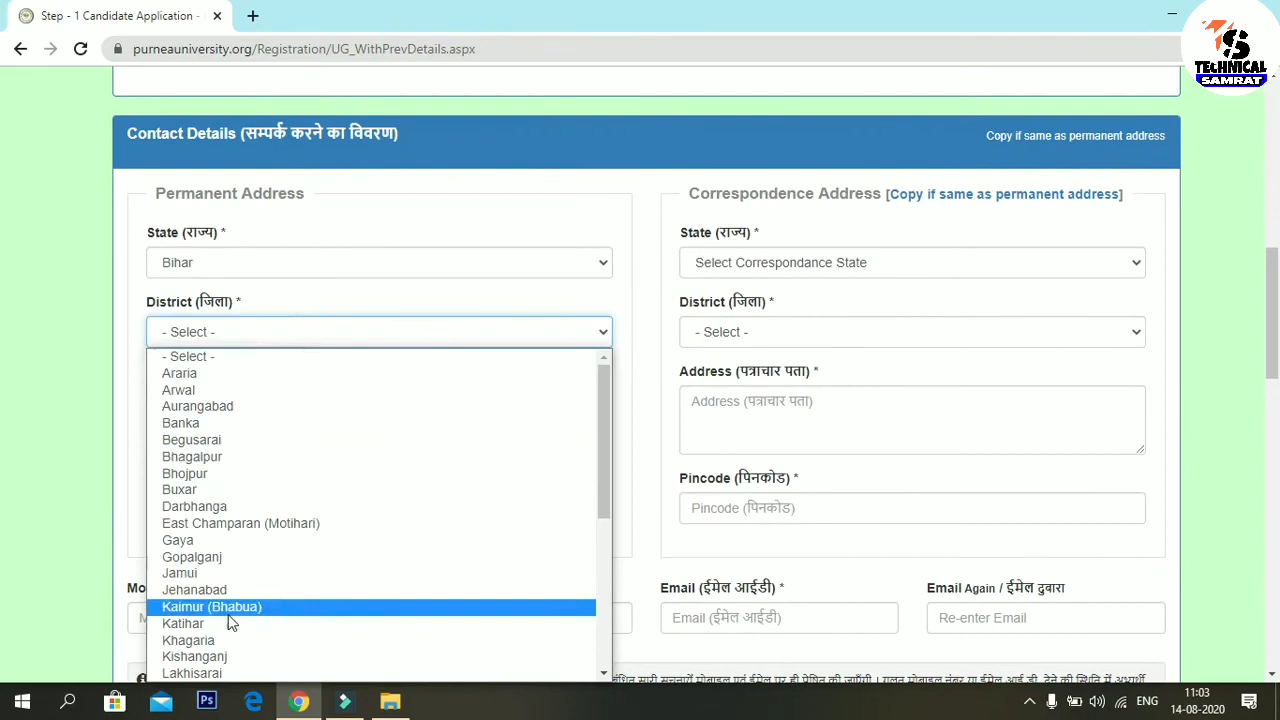 Step - 1 Candidate Application -
purneauniversity.org/Registration/UG_WithPrevDetails.aspx
TECHNICAL
SAMRAT
Contact Details (सम्पर्क करने का विवरण)
Copy if same as permanent address
Permanent Address
State (राज्य) *
Bihar
District (जिला) *
- Select -
- Select -
Araria
Arwal
Aurangabad
Banka
Begusarai
Bhagalpur
Bhojpur
Buxar
Darbhanga
East Champaran (Motihari)
Gaya
Gopalganj
Jamui
Jehanabad
Kaimur (Bhabua)
Katihar
Khagaria
Kishanganj
Lakhisarai
Correspondence Address [Copy if same as permanent address]
State (राज्य) *
Select Correspondance State
District (जिला) *
- Select -
Address (पत्राचार पता) *
Address (पत्राचार पता)
Pincode (पिनकोड) *
Pincode (पिनकोड)
Mo
Email (ईमेल आईडी) *
Email Again / ईमेल दुबारा
M
Email (ईमेल आईडी)
Re-enter Email
Ps
ENG
11:03
14-08-2020